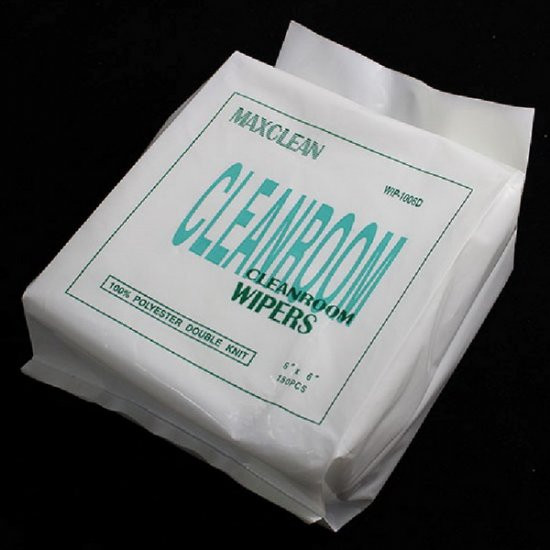 MAXCLEAN
WIP-1006D
CLEANROOM
CLEANROOM
WIPERS
100% POLYESTER DOUBLE KNIT
6" x 6"
150PCS